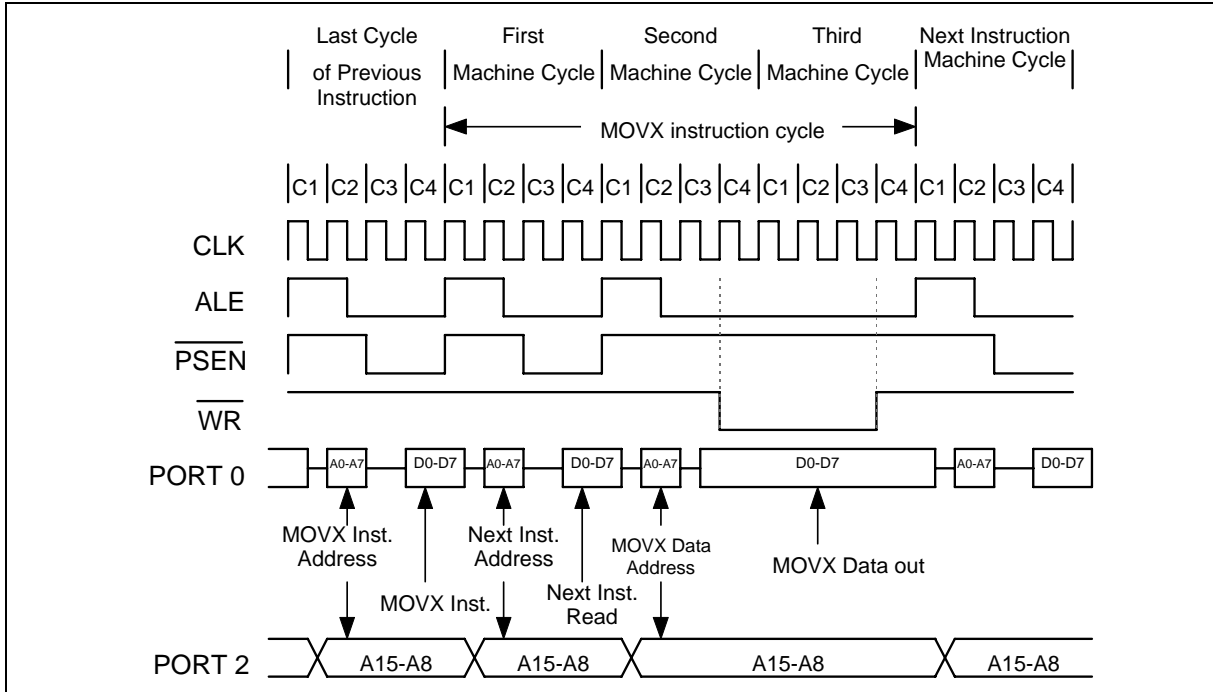 Last Cycle
of Previous
Instruction
First
Machine Cycle
Second
Machine Cycle
Third
Machine Cycle
Next Instruction
Machine Cycle
MOVX instruction cycle
C1 C2 C3 C4 C1 C2 C3 C4 C1 C2 C3 C4 C1 C2 C3 C4 C1 C2 C3 C4
CLK
ALE
PSEN
WR
PORT 0
A0-A7 D0-D7 A0-A7 D0-D7 A0-A7 D0-D7 A0-A7 D0-D7
MOVX Inst.
Address
MOVX Inst.
Next Inst.
Address
Next Inst.
Read
MOVX Data
Address
MOVX Data out
PORT 2
A15-A8 A15-A8 A15-A8 A15-A8